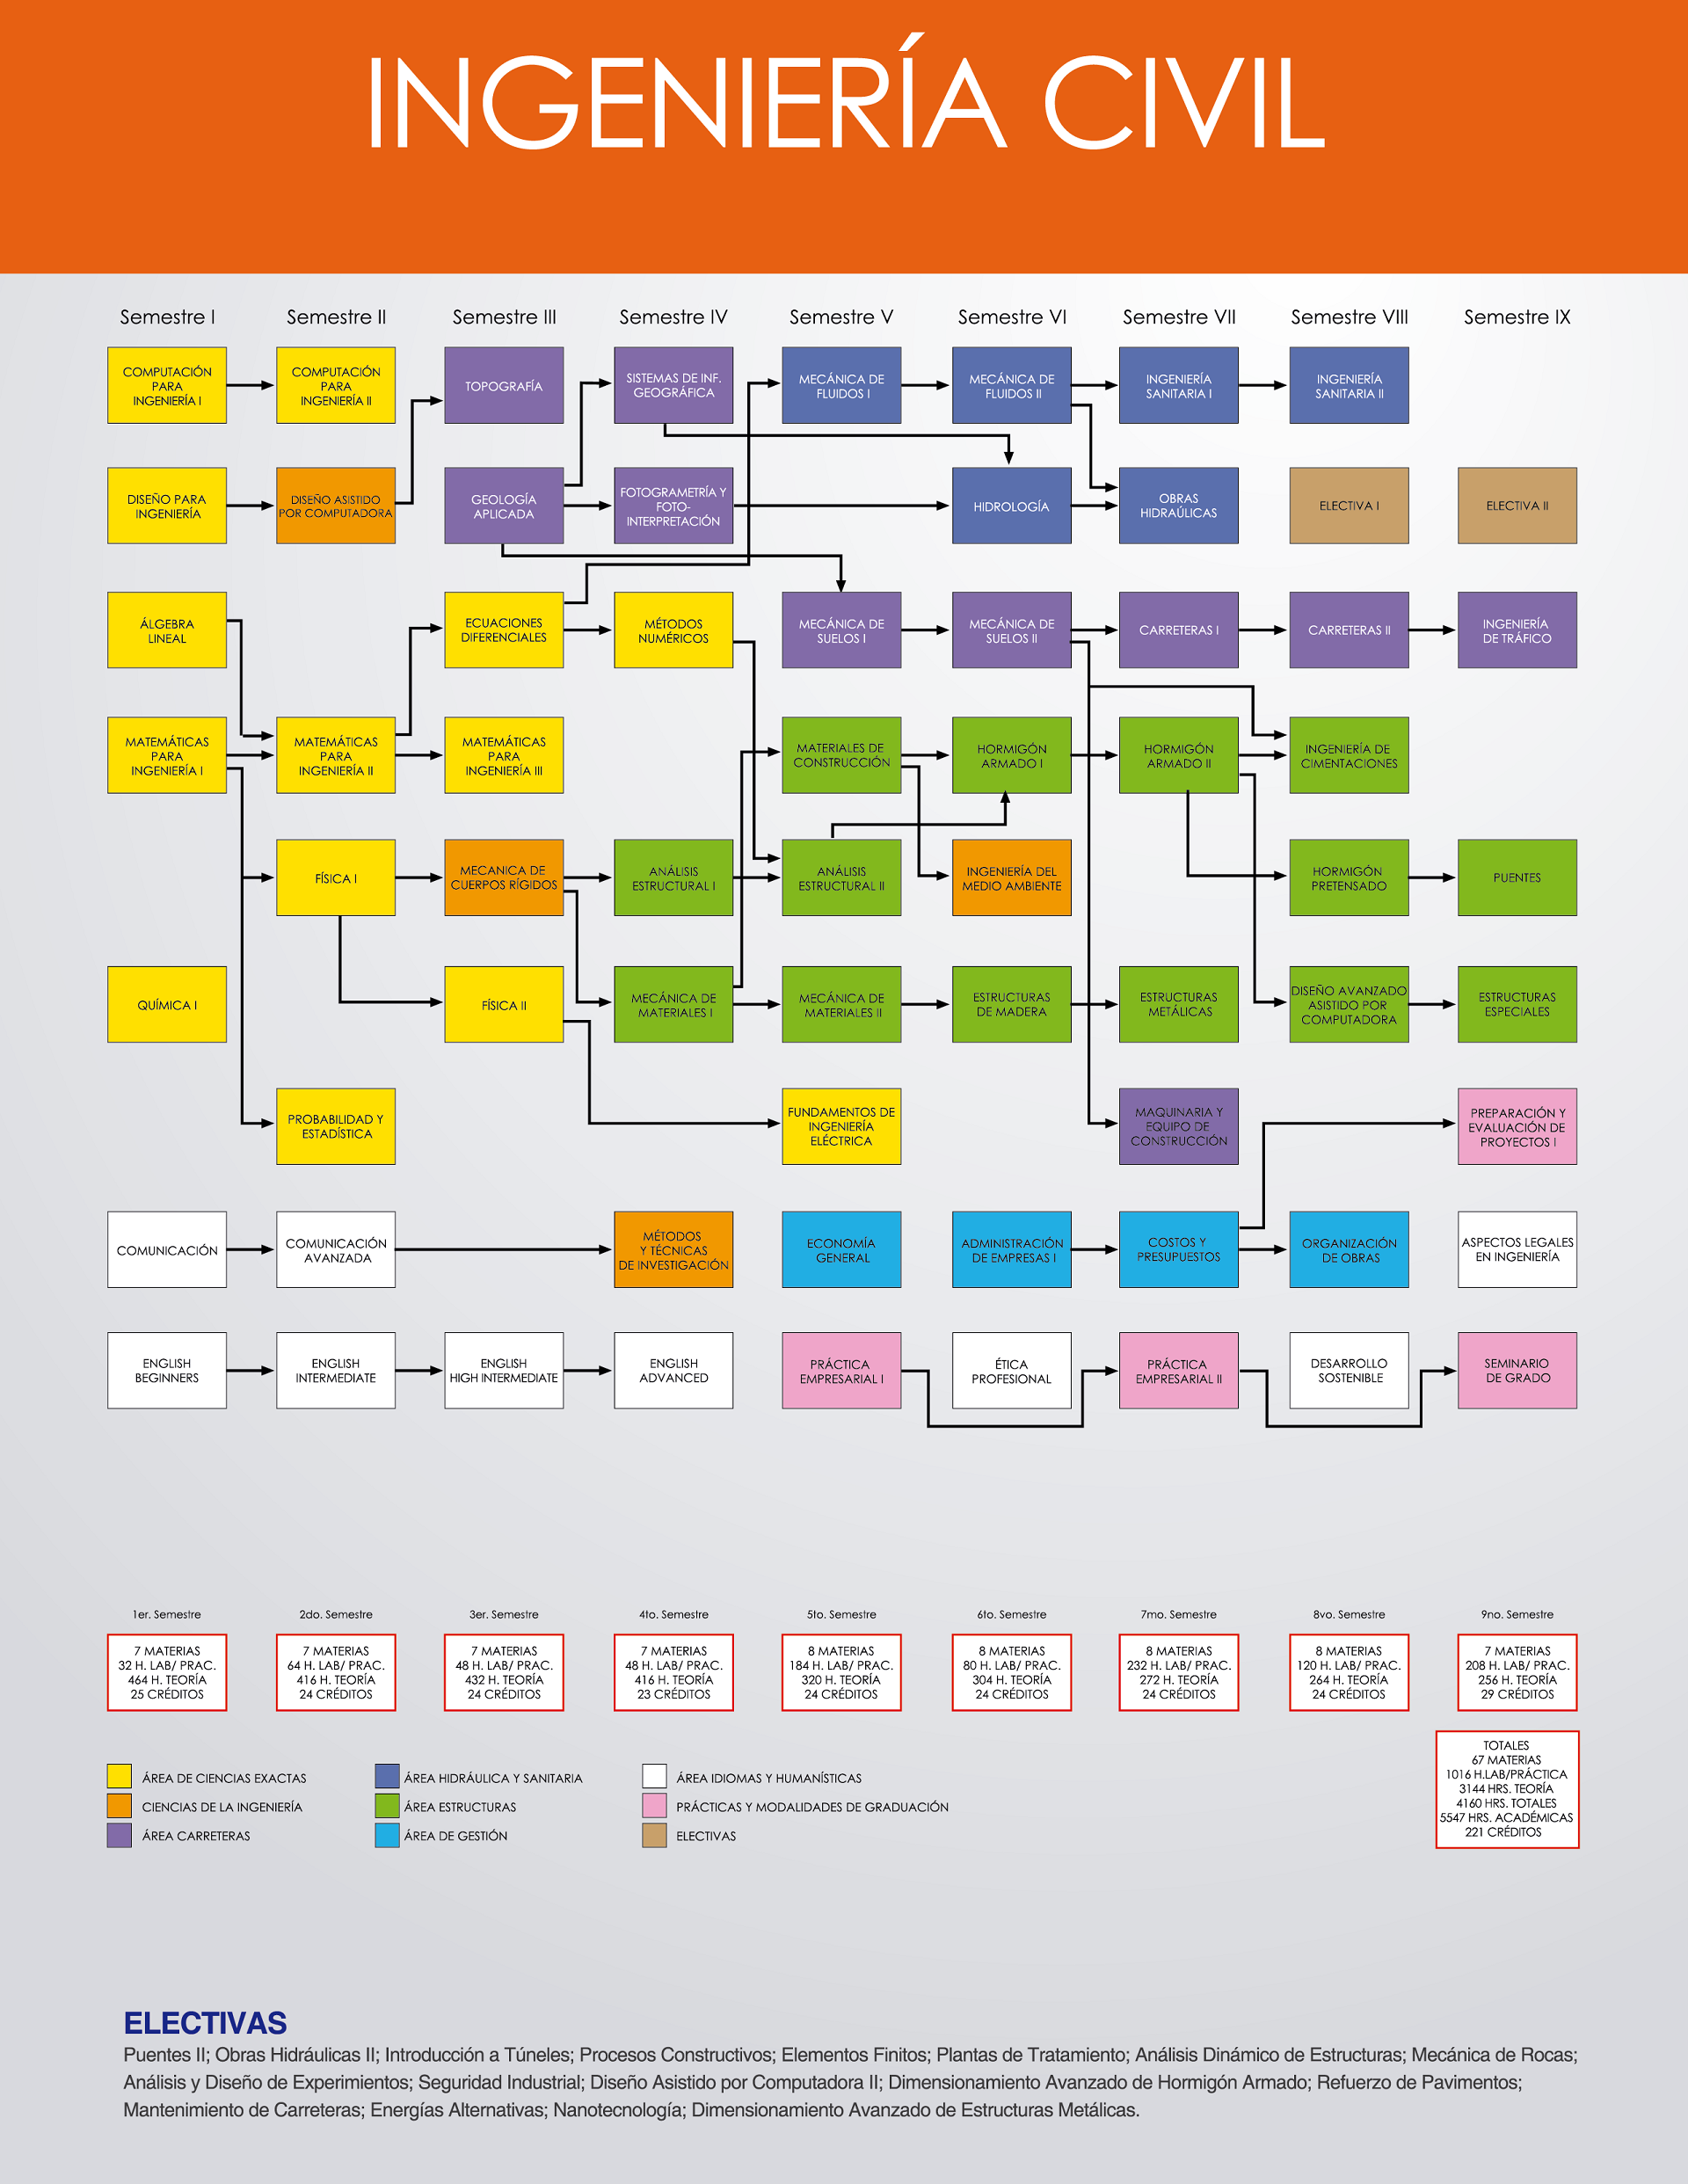 INGENIERÍA CIVIL
Semestre I
Semestre II
Semestre III
Semestre IV
Semestre V
Semestre VI
Semestre VII
Semestre VIII
Semestre IX
COMPUTACIÓN
PARA
INGENIERÍA I
COMPUTACIÓN
PARA
INGENIERÍA II
TOPOGRAFÍA
SISTEMAS DE INF.
GEOGRÁFICA
MECÁNICA DE
FLUIDOS I
MECÁNICA DE
FLUIDOS II
INGENIERÍA
SANITARIA I
INGENIERÍA
SANITARIA II
DISEÑO PARA
INGENIERÍA
DISEÑO ASISTIDO
POR COMPUTADORA
GEOLOGÍA
APLICADA
FOTOGRAMETRÍA Y
FOTO-
INTERPRETACIÓN
HIDROLOGÍA
OBRAS
HIDRAÚLICAS
ELECTIVA I
ELECTIVA II
ÁLGEBRA
LINEAL
ECUACIONES
DIFERENCIALES
MÉTODOS
NUMÉRICOS
MECÁNICA DE
SUELOS I
MECÁNICA DE
SUELOS II
CARRETERAS I
CARRETERAS II
INGENIERÍA
DE TRÁFICO
MATEMÁTICAS
PARA
INGENIERÍA I
MATEMÁTICAS
PARA
INGENIERÍA II
MATEMÁTICAS
PARA
INGENIERÍA III
MATERIALES DE
CONSTRUCCIÓN
HORMIGÓN
ARMADO I
HORMIGÓN
ARMADO II
INGENIERÍA DE
CIMENTACIONES
FÍSICA I
MECANICA DE
CUERPOS RÍGIDOS
ANÁLISIS
ESTRUCTURAL I
ANÁLISIS
ESTRUCTURAL II
INGENIERÍA DEL
MEDIO AMBIENTE
HORMIGÓN
PRETENSADO
PUENTES
QUÍMICA I
FÍSICA II
MECÁNICA DE
MATERIALES I
MECÁNICA DE
MATERIALES II
ESTRUCTURAS
DE MADERA
ESTRUCTURAS
METÁLICAS
DISEÑO AVANZADO
ASISTIDO POR
COMPUTADORA
ESTRUCTURAS
ESPECIALES
PROBABILIDAD Y
ESTADÍSTICA
FUNDAMENTOS DE
INGENIERÍA
ELÉCTRICA
MAQUINARIA Y
EQUIPO DE
CONSTRUCCIÓN
PREPARACIÓN Y
EVALUACIÓN DE
PROYECTOS I
COMUNICACIÓN
COMUNICACIÓN
AVANZADA
MÉTODOS
Y TÉCNICAS
DE INVESTIGACIÓN
ECONOMÍA
GENERAL
ADMINISTRACIÓN
DE EMPRESAS I
COSTOS Y
PRESUPUESTOS
ORGANIZACIÓN
DE OBRAS
ASPECTOS LEGALES
EN INGENIERÍA
ENGLISH
BEGINNERS
ENGLISH
INTERMEDIATE
ENGLISH
HIGH INTERMEDIATE
ENGLISH
ADVANCED
PRÁCTICA
EMPRESARIAL I
ÉTICA
PROFESIONAL
PRÁCTICA
EMPRESARIAL II
DESARROLLO
SOSTENIBLE
SEMINARIO
DE GRADO
1er. Semestre
2do. Semestre
3er. Semestre
4to. Semestre
5to. Semestre
6to. Semestre
7mo. Semestre
8vo. Semestre
9no. Semestre
7 MATERIAS
32 H. LAB/ PRAC.
464 H. TEORÍA
25 CRÉDITOS
7 MATERIAS
64 H. LAB/ PRAC.
416 H. TEORÍA
24 CRÉDITOS
7 MATERIAS
48 H. LAB/ PRAC.
432 H. TEORÍA
24 CRÉDITOS
7 MATERIAS
48 H. LAB/ PRAC.
416 H. TEORÍA
23 CRÉDITOS
8 MATERIAS
184 H. LAB/ PRAC.
320 H. TEORÍA
24 CRÉDITOS
8 MATERIAS
80 H. LAB/ PRAC.
304 H. TEORÍA
24 CRÉDITOS
8 MATERIAS
232 H. LAB/ PRAC.
272 H. TEORÍA
24 CRÉDITOS
8 MATERIAS
120 H. LAB/ PRAC.
264 H. TEORÍA
24 CRÉDITOS
7 MATERIAS
208 H. LAB/ PRAC.
256 H. TEORÍA
29 CRÉDITOS
TOTALES
67 MATERIAS
1016 H.LAB/PRÁCTICA
3144 HRS. TEORÍA
4160 HRS. TOTALES
5547 HRS. ACADÉMICAS
221 CRÉDITOS
ÁREA DE CIENCIAS EXACTAS
CIENCIAS DE LA INGENIERÍA
ÁREA CARRETERAS
ÁREA HIDRÁULICA Y SANITARIA
ÁREA ESTRUCTURAS
ÁREA DE GESTIÓN
ÁREA IDIOMAS Y HUMANÍSTICAS
PRÁCTICAS Y MODALIDADES DE GRADUACIÓN
ELECTIVAS
ELECTIVAS
Puentes II; Obras Hidráulicas II; Introducción a Túneles; Procesos Constructivos; Elementos Finitos; Plantas de Tratamiento; Análisis Dinámico de Estructuras; Mecánica de Rocas;
Análisis y Diseño de Experimientos; Seguridad Industrial; Diseño Asistido por Computadora II; Dimensionamiento Avanzado de Hormigón Armado; Refuerzo de Pavimentos;
Mantenimiento de Carreteras; Energías Alternativas; Nanotecnología; Dimensionamiento Avanzado de Estructuras Metálicas.